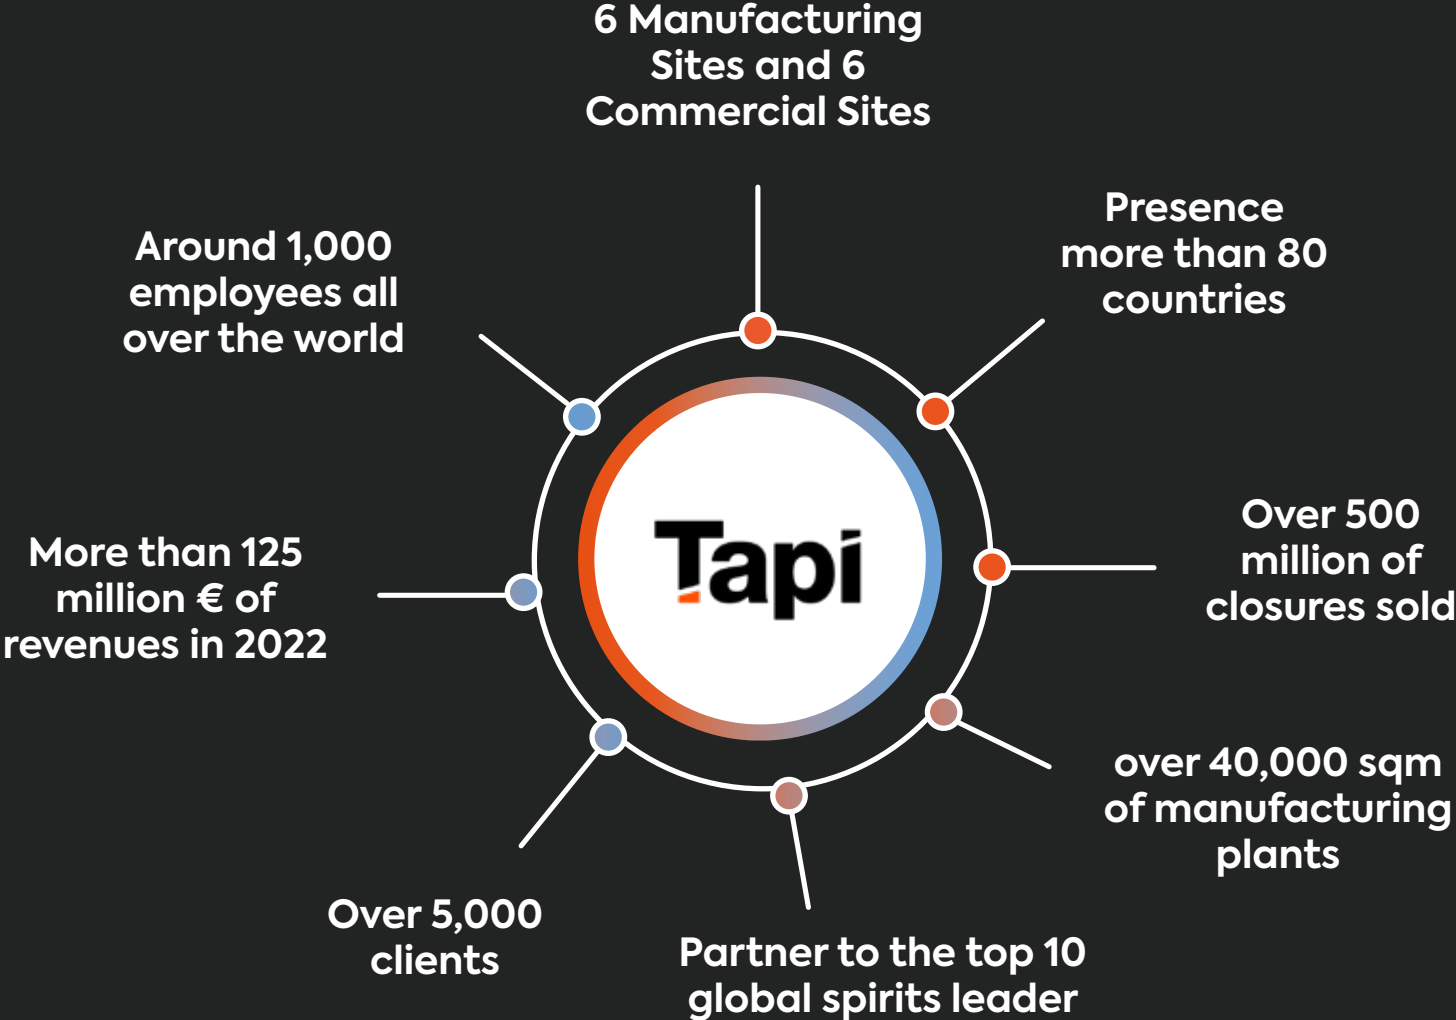 6 Manufacturing
Sites and 6
Commercial Sites
Presence
more than 80
countries
Over 500
million of
closures sold
over 40,000 sqm
of manufacturing
plants
Partner to the top 10
global spirits leader
Over 5,000
clients
More than 125
million € of
revenues in 2022
Around 1,000
employees all
over the world
Tapi